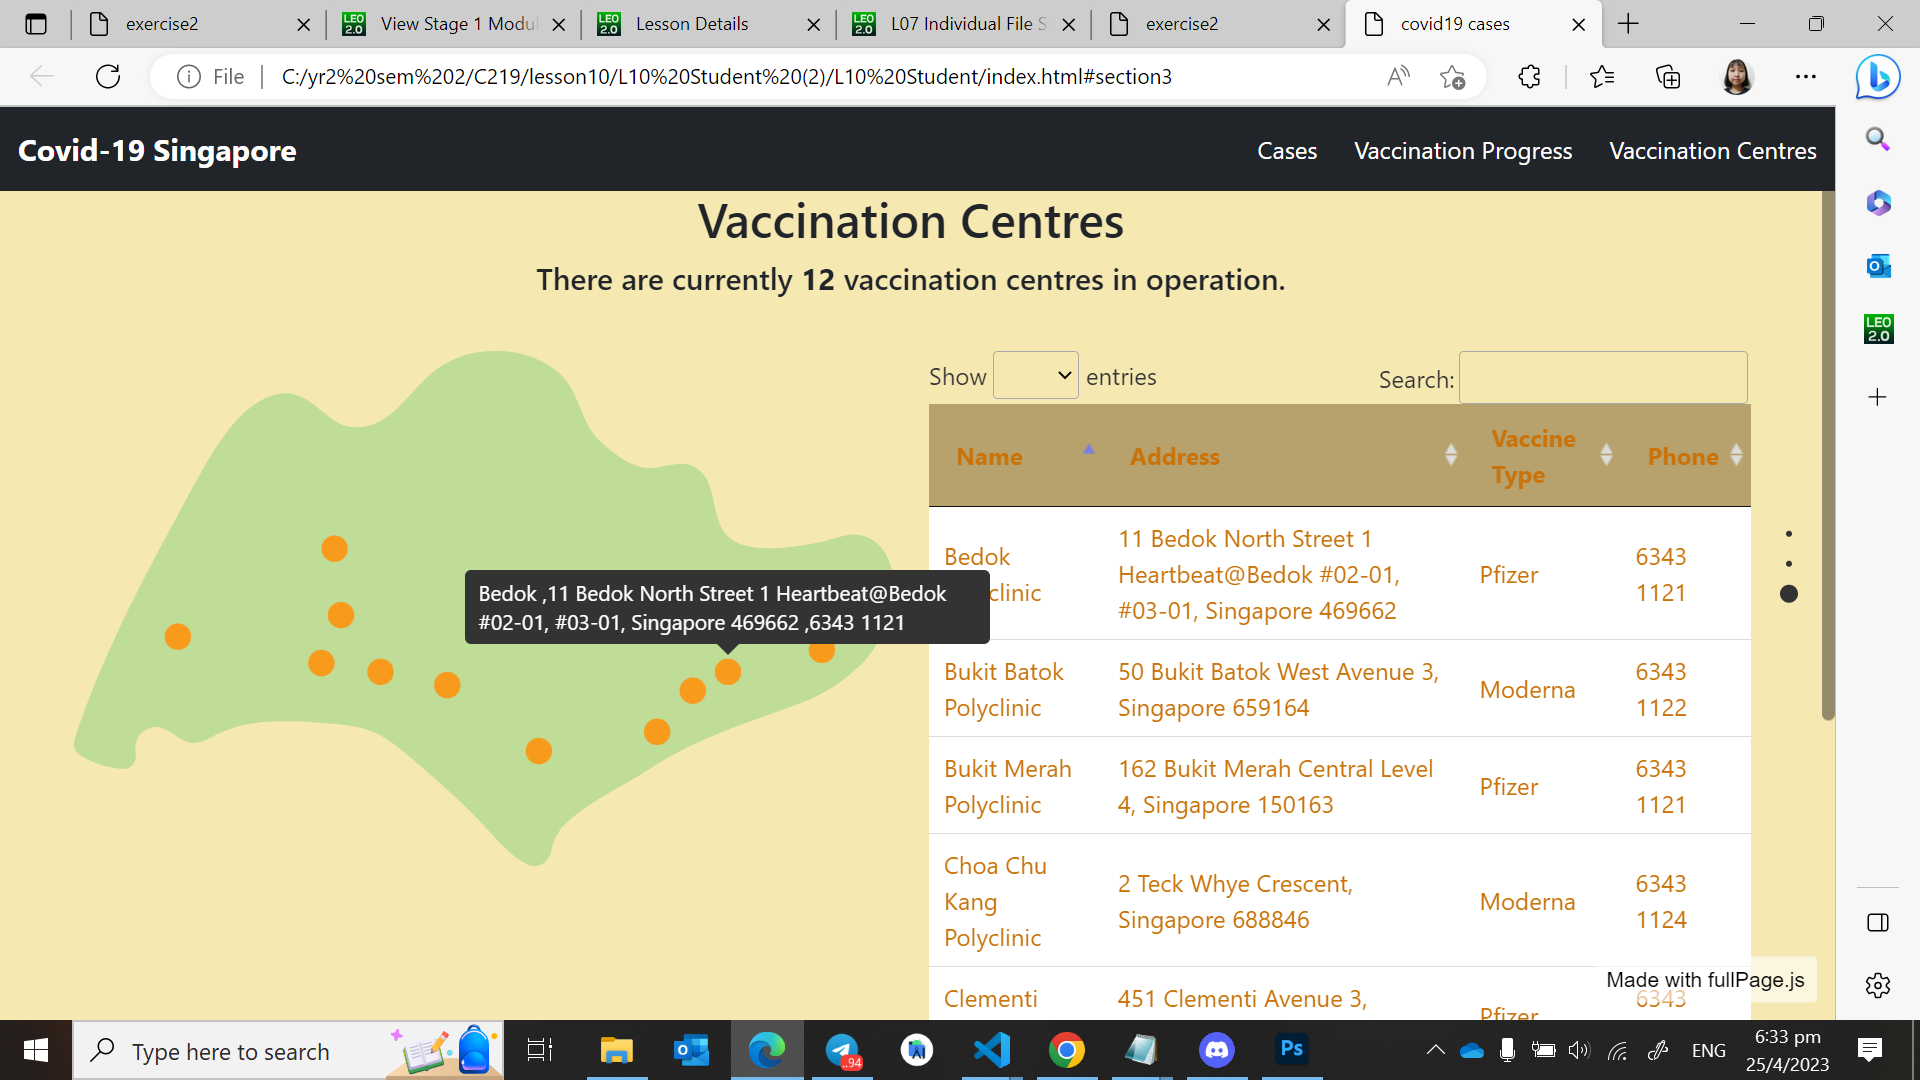 exercise2
View Stage 1 Modul
Lesson Details
L07 Individual File S
exercise2
covid19 cases
File
C:/yr2%20sem%202/C219/lesson10/L10%20Student%20(2)/L10%20Student/index.html#section3
Covid-19 Singapore
Cases
Vaccination Progress
Vaccination Centres
Vaccination Centres
There are currently 12 vaccination centres in operation.
Show
entries
Search:
Name
Address
Vaccine
Type
Phone
Bedok ,11 Bedok North Street 1 Heartbeat@Bedok
#02-01, #03-01, Singapore 469662 ,6343 1121
Bedok
clinic
11 Bedok North Street 1
Heartbeat@Bedok #02-01,
#03-01, Singapore 469662
Pfizer
6343
1121
Bukit Batok
Polyclinic
50 Bukit Batok West Avenue 3,
Singapore 659164
Moderna
6343
1122
Bukit Merah
Polyclinic
162 Bukit Merah Central Level
4, Singapore 150163
Pfizer
6343
1121
Choa Chu
Kang
Polyclinic
2 Teck Whye Crescent,
Singapore 688846
Moderna
6343
1124
Clementi
451 Clementi Avenue 3,
Pfizer
6343
Made with fullPage.js
LEO
2.0
Type here to search
..94
Ps
ENG
6:33 pm
25/4/2023